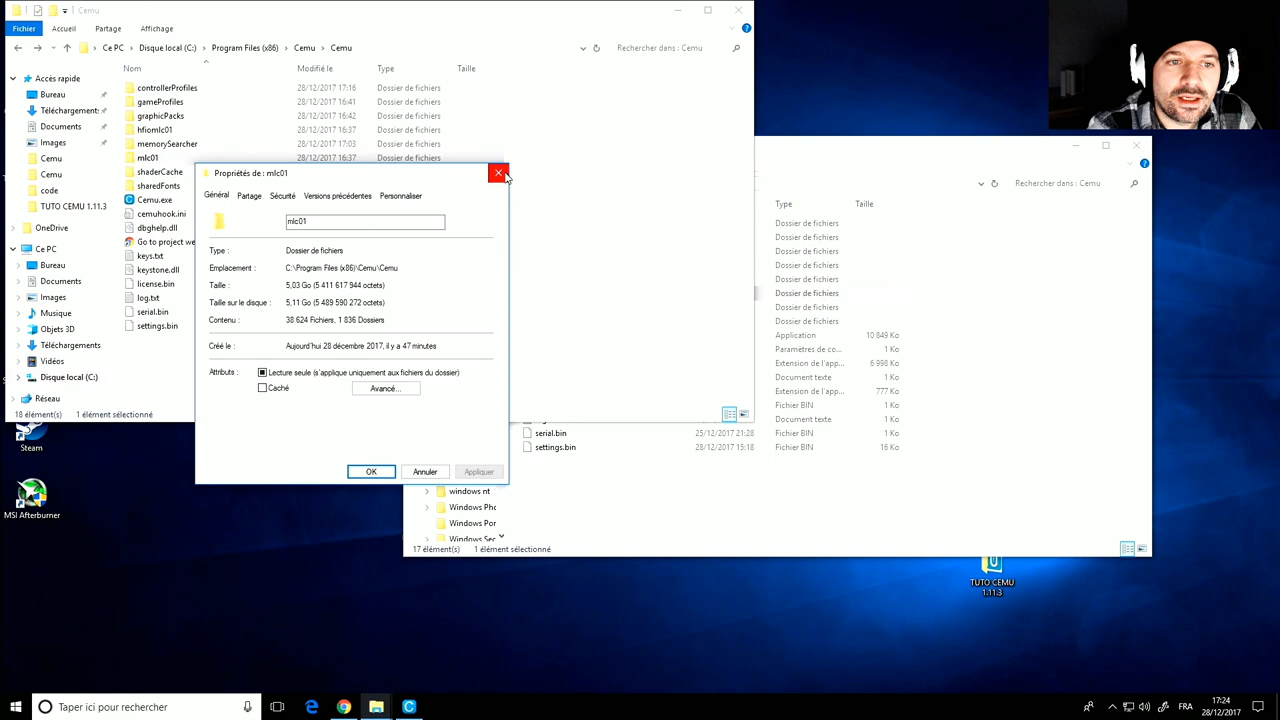 Cemu
Fichier Accueil Partage Affichage
Ce PC Disque local (C:) Program Files (x86) Cemu Cemu
Rechercher dans : Cemu
Nom Modifié le Type Taille
Accès rapide
Bureau
Téléchargement
Documents
Images
Cemu
Cemu
code
TUTO CEMU 1.11.3
OneDrive
Ce PC
Bureau
Documents
Images
Musique
Objets 3D
Téléchargements
Vidéos
Disque local (C:)
Réseau
controllerProfiles 28/12/2017 17:16 Dossier de fichiers
gameProfiles 28/12/2017 16:41 Dossier de fichiers
graphicPacks 28/12/2017 16:42 Dossier de fichiers
hfiomlc01 28/12/2017 16:37 Dossier de fichiers
memorySearcher 28/12/2017 17:03 Dossier de fichiers
mlc01 28/12/2017 16:37 Dossier de fichiers
shaderCache
sharedFonts
Cemu.exe
cemuhook.ini
dbghelp.dll
Go to project we
keys.txt
keystone.dll
license.bin
log.txt
serial.bin
settings.bin
18 élément(s) 1 élément sélectionné
Propriétés de : mlc01
Général Partage Sécurité Versions précédentes Personnaliser
mlc01
Type : Dossier de fichiers
Emplacement : C:\Program Files (x86)\Cemu\Cemu
Taille : 5,03 Go (5 411 617 944 octets)
Taille sur le disque : 5,11 Go (5 489 590 272 octets)
Contenu : 38 624 Fichiers, 1 836 Dossiers
Créé le : Aujourd'hui 28 décembre 2017, il y a 47 minutes
Attributs : Lecture seule (s'applique uniquement aux fichiers du dossier)
Caché Avancé...
OK Annuler Appliquer
Rechercher dans : Cemu
Type Taille
Dossier de fichiers
Dossier de fichiers
Dossier de fichiers
Dossier de fichiers
Dossier de fichiers
Dossier de fichiers
Dossier de fichiers
Dossier de fichiers
Application 10 849 Ko
Paramètres de co... 1 Ko
Extension de l'app... 6 998 Ko
Document texte 1 Ko
Extension de l'app... 777 Ko
Fichier BIN 1 Ko
Document texte 1 Ko
serial.bin 25/12/2017 21:28 Fichier BIN 1 Ko
settings.bin 28/12/2017 15:18 Fichier BIN 16 Ko
windows nt
Windows Pho
Windows Por
Windows Sec
17 élément(s) 1 élément sélectionné
Steam
MSI Afterburner
TUTO CEMU
1.11.3
Taper ici pour rechercher
FRA
17:24
28/12/2017